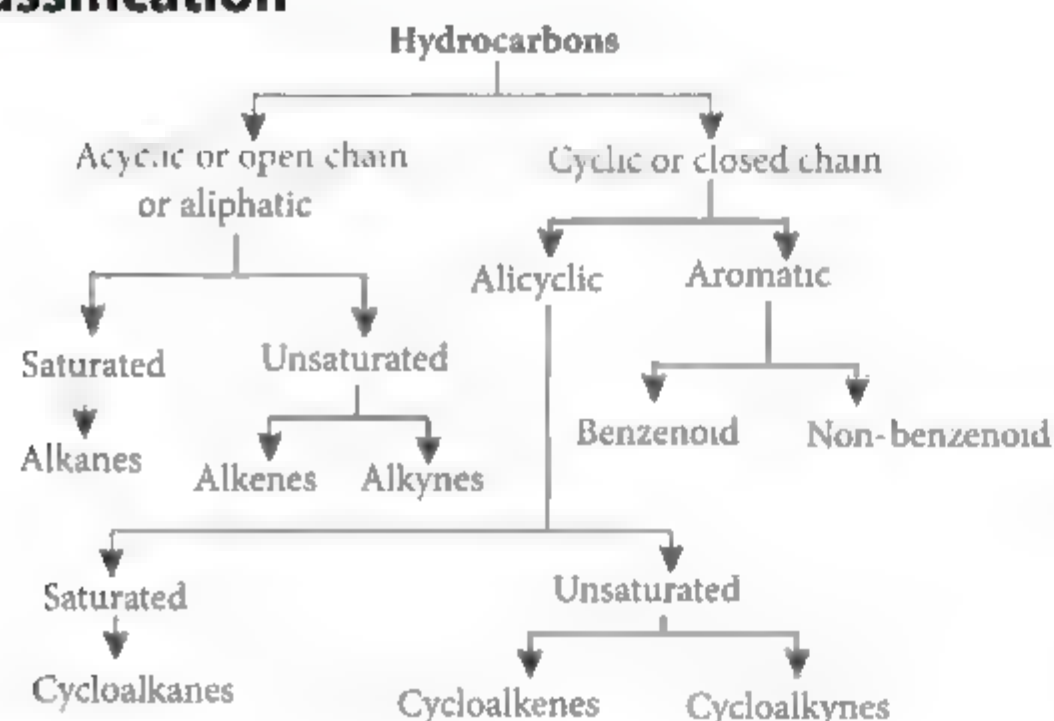 Hydrocarbons
Acyclic or open chain
or aliphatic
Cyclic or closed chain
Alicyclic
Aromatic
Saturated
Unsaturated
Benzenoid
Non-benzenoid
Alkanes
Alkenes
Alkynes
Saturated
Unsaturated
Cycloalkanes
Cycloalkenes
Cycloalkynes